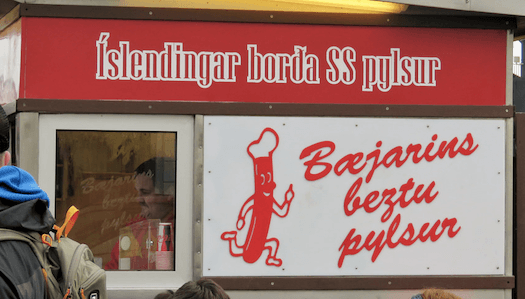 Íslendingar borða SS pylsur
Bæjarins
beztu
pylsur